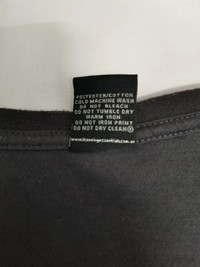 POLYESTER/COTTON
COLD MACHINE WASH
DO NOT BLEACH
DO NOT TUMBLE DRY
WARM IRON
DO NOT IRON PRINT
DO NOT DRY CLEAN